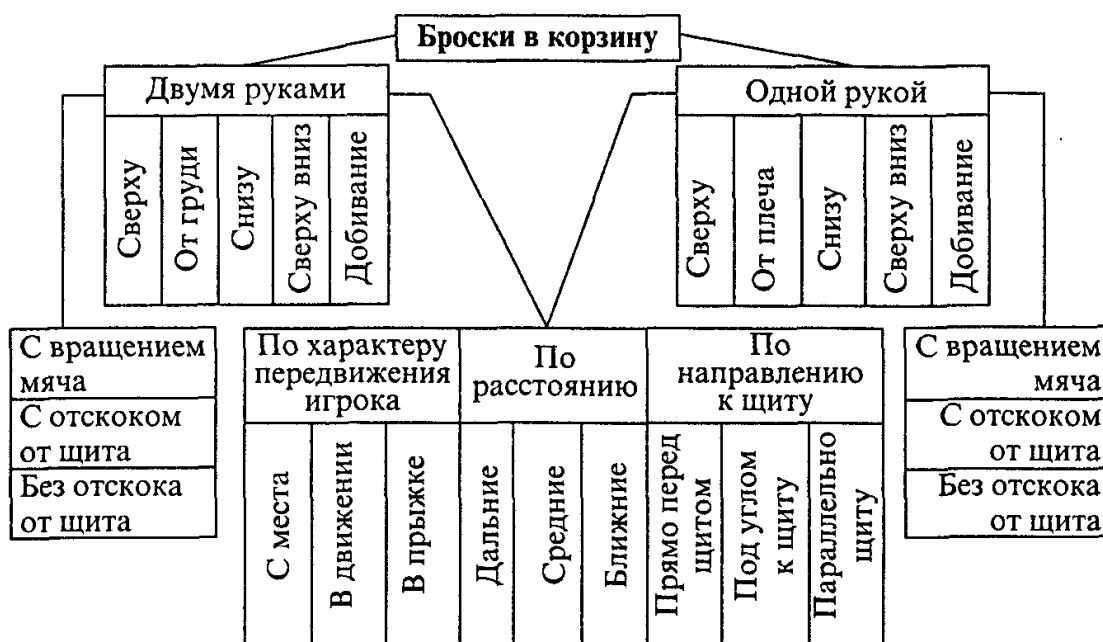 Броски в корзину
Двумя руками
Сверху
От груди
Снизу
Сверху вниз
Добивание
Одной рукой
Сверху
От плеча
Снизу
Сверху вниз
Добивание
С вращением
мяча
С отскоком
от щита
Без отскока
от щита
По характеру
передвижения
игрока
С места
В движении
В прыжке
По
расстоянию
Дальние
Средние
Ближние
По
направлению
к щиту
Прямо перед
щитом
Под углом
к щиту
Параллельно
щиту
С вращением
мяча
С отскоком
от щита
Без отскока
от щита